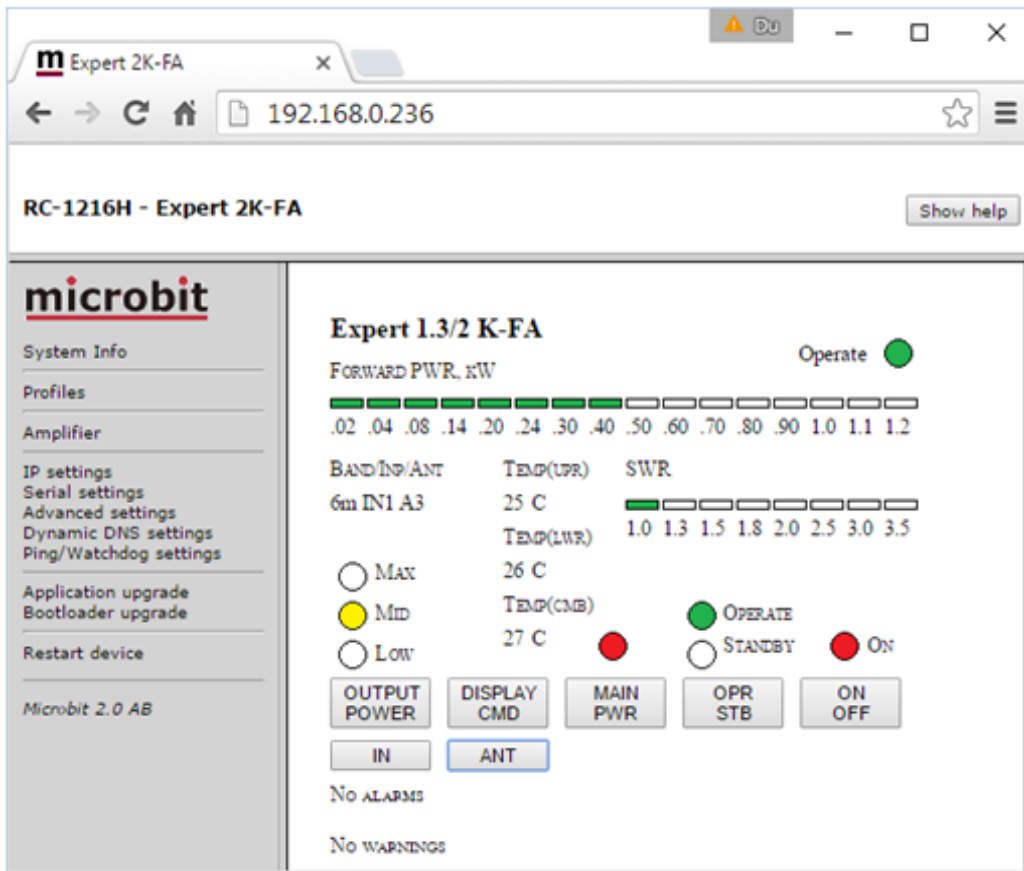 Du
m Expert 2K-FA
192.168.0.236
RC-1216H - Expert 2K-FA
Show help
microbit
System Info
Profiles
Amplifier
IP settings
Serial settings
Advanced settings
Dynamic DNS settings
Ping/Watchdog settings
Application upgrade
Bootloader upgrade
Restart device
Microbit 2.0 AB
Expert 1.3/2 K-FA
Operate
FORWARD PWR, KW
.02 .04 .08 .14 .20 .24 .30 .40 .50 .60 .70 .80 .90 1.0 1.1 1.2
BAND/INP/ANT TEMP(UPR) SWR
6m IN1 A3 25 C
1.0 1.3 1.5 1.8 2.0 2.5 3.0 3.5
TEMP(LWR)
MAX 26 C
MID TEMP(CMB) OPERATE
LOW 27 C STANDBY ON
OUTPUT POWER DISPLAY CMD MAIN PWR OPR STB ON OFF
IN ANT
NO ALARMS
NO WARNINGS